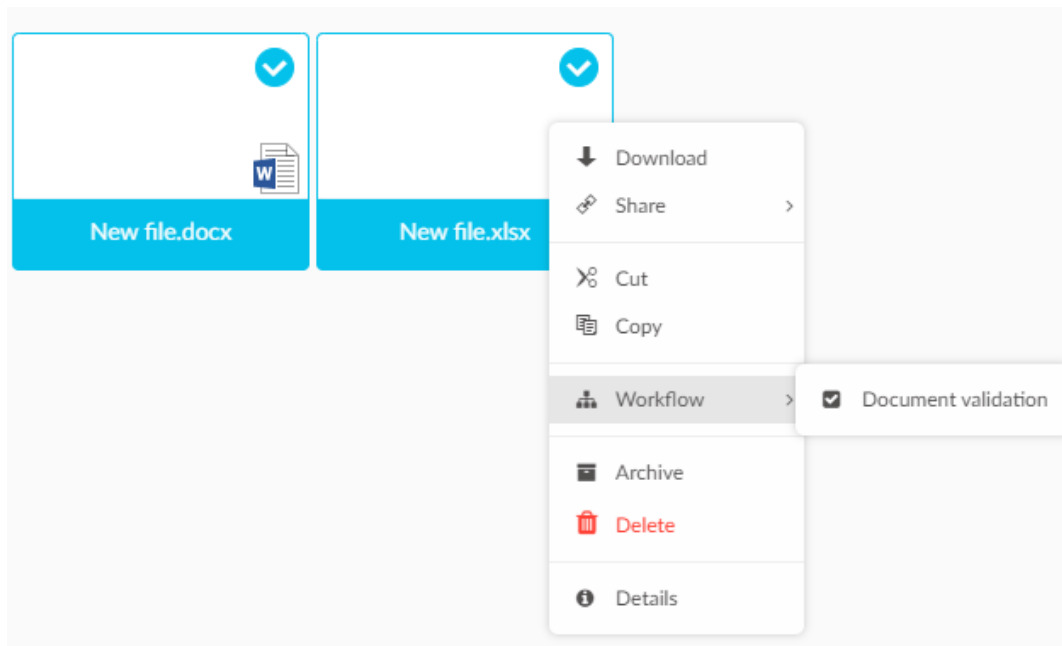 W
New file.docx
New file.xlsx
Download
Share
Cut
Copy
Workflow
Document validation
Archive
Delete
Details